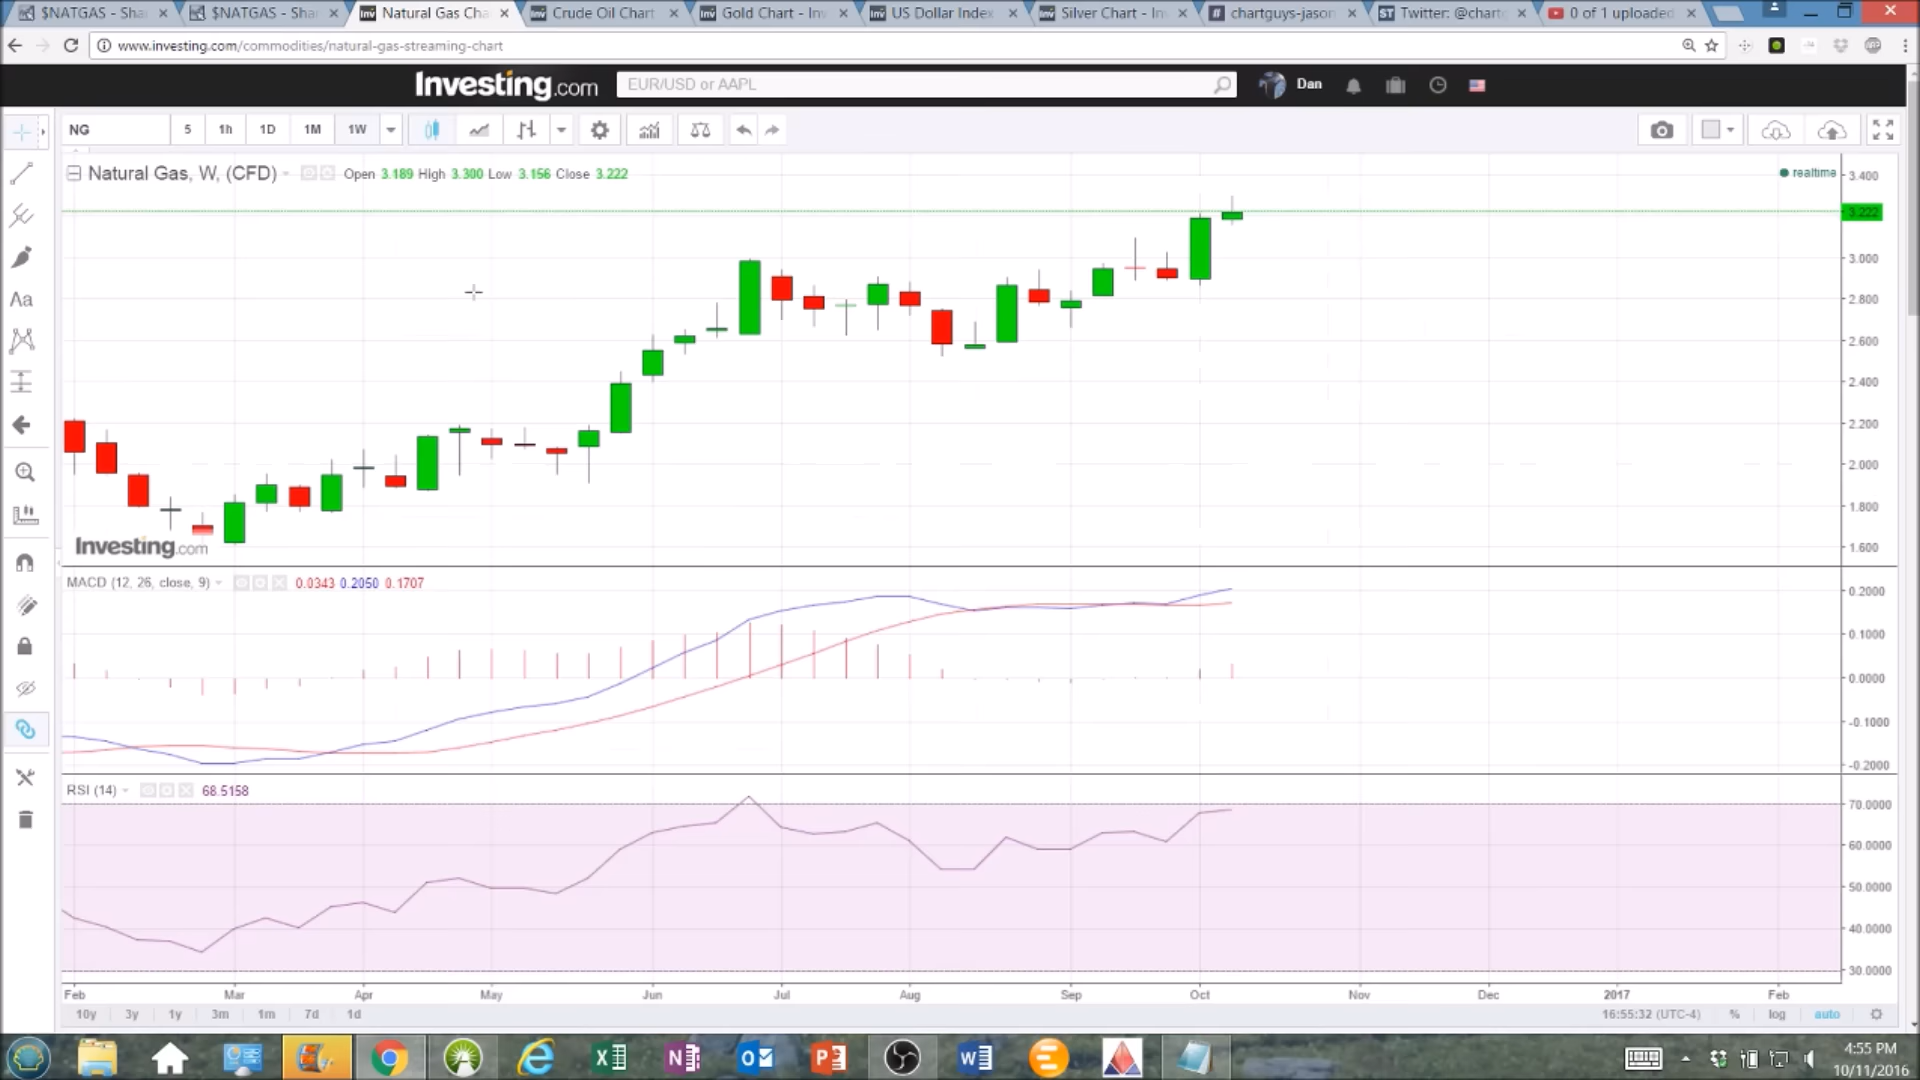 $NATGAS - Sha
$NATGAS - Sha
Natural Gas Cha
Crude Oil Chart
Gold Chart - In
US Dollar Index
Silver Chart - In
chartguys-jason
Twitter: @chart
0 of 1 uploaded
www.investing.com/commodities/natural-gas-streaming-chart
Investing.com
EUR/USD or AAPL
Dan
NG
5
1h
1D
1M
1W
Natural Gas, W, (CFD)
Open 3.189 High 3.300 Low 3.156 Close 3.222
realtime
3.400
3.222
3.000
2.800
2.600
2.400
2.200
2.000
1.800
1.600
Aa
Investing.com
MACD (12, 26, close, 9)
0.0343 0.2050 0.1707
0.2000
0.1000
0.0000
-0.1000
-0.2000
RSI (14)
68.5158
70.0000
60.0000
50.0000
40.0000
30.0000
Feb Mar Apr May Jun Jul Aug Sep Oct Nov Dec 2017 Feb
10y 3y 1y 3m 1m 7d 1d
16:55:32 (UTC-4) % log auto
4:55 PM
10/11/2016